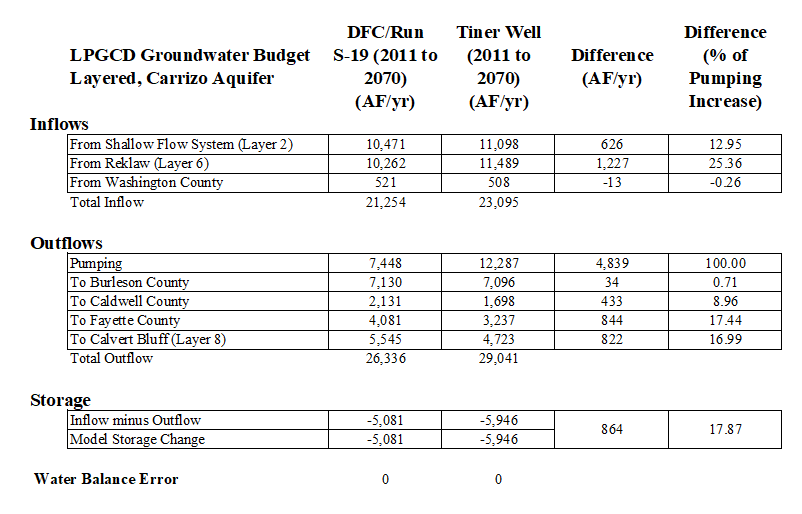 LPGCD Groundwater Budget Layered, Carrizo Aquifer DFC/Run S-19 (2011 to 2070) (AF/yr) Tiner Well (2011 to 2070) (AF/yr) Difference (AF/yr) Difference (% of Pumping Increase)
Inflows
From Shallow Flow System (Layer 2) 10,471 11,098 626 12.95
From Reklaw (Layer 6) 10,262 11,489 1,227 25.36
From Washington County 521 508 -13 -0.26
Total Inflow 21,254 23,095
Outflows
Pumping 7,448 12,287 4,839 100.00
To Burleson County 7,130 7,096 34 0.71
To Caldwell County 2,131 1,698 433 8.96
To Fayette County 4,081 3,237 844 17.44
To Calvert Bluff (Layer 8) 5,545 4,723 822 16.99
Total Outflow 26,336 29,041
Storage
Inflow minus Outflow -5,081 -5,946 864 17.87
Model Storage Change -5,081 -5,946
Water Balance Error 0 0